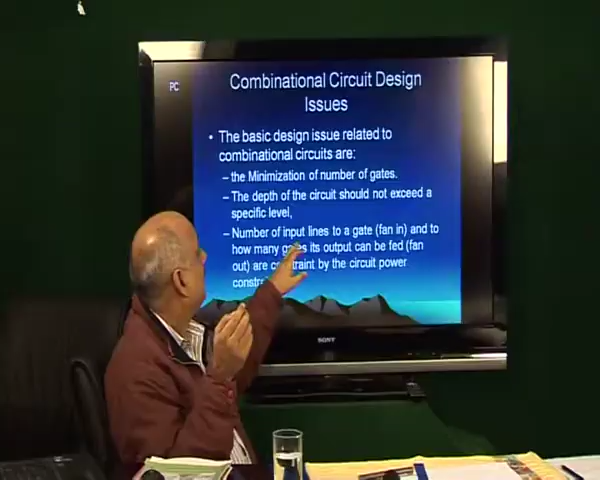 PC
Combinational Circuit Design
Issues
• The basic design issue related to
combinational circuits are:
– the Minimization of number of gates.
– The depth of the circuit should not exceed a
specific level,
– Number of input lines to a gate (fan in) and to
how many gates its output can be fed (fan
out) are constraint by the circuit power
SONY